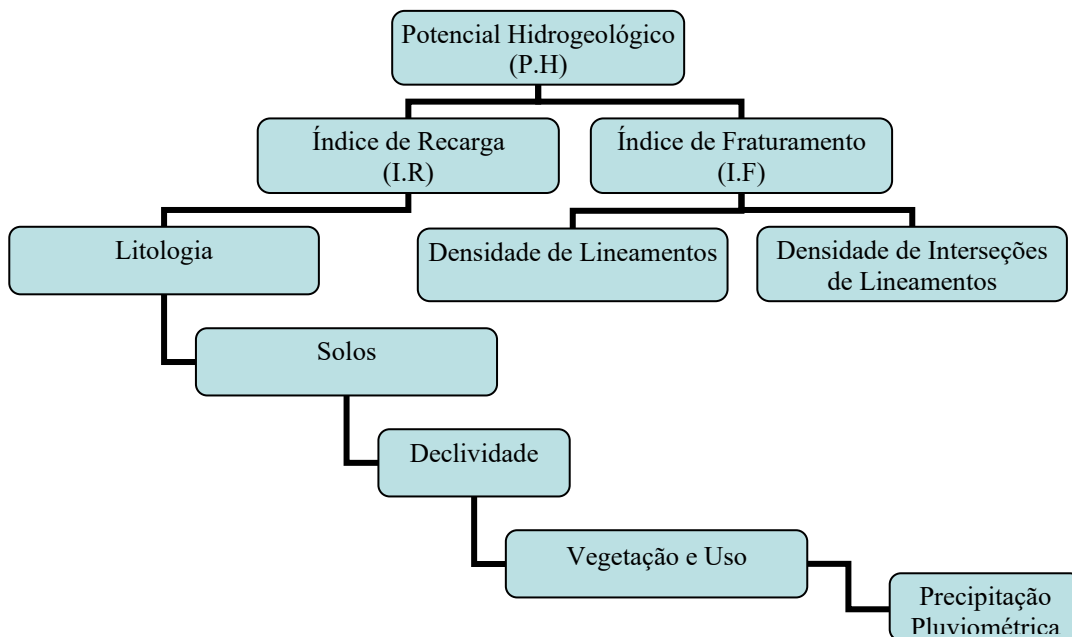 Potencial Hidrogeológico
(P.H)
Índice de Recarga
(I.R)
Índice de Fraturamento
(I.F)
Litologia
Densidade de Lineamentos
Densidade de Interseções
de Lineamentos
Solos
Declividade
Vegetação e Uso
Precipitação
Pluviométrica